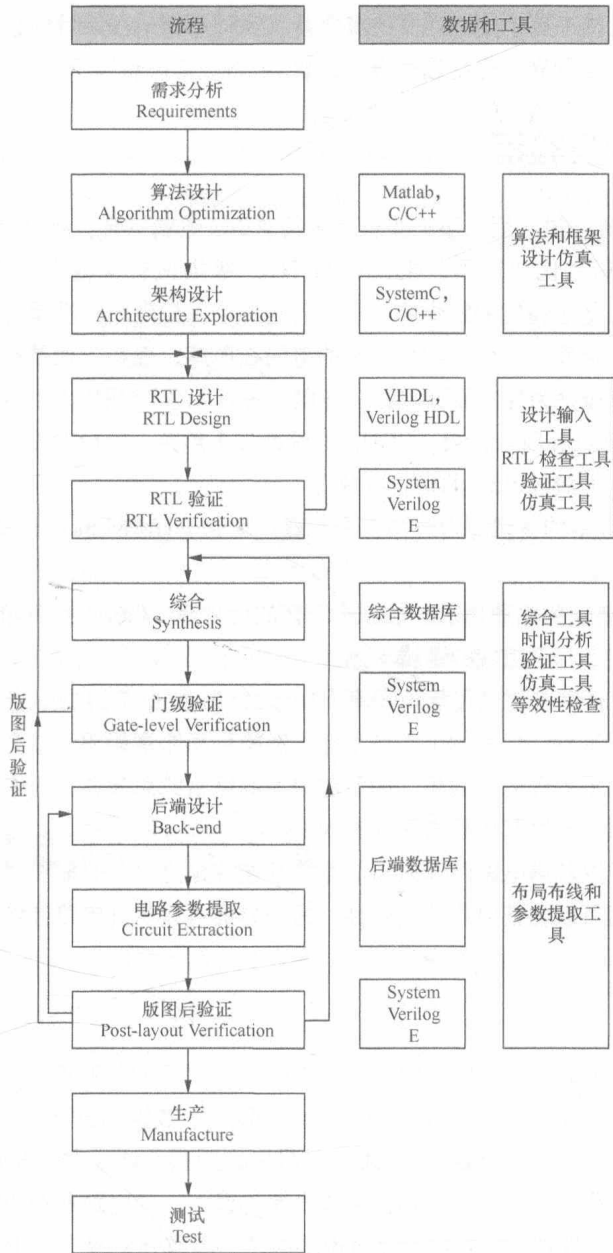 流程
数据和工具
需求分析
Requirements
算法设计
Algorithm Optimization
Matlab,
C/C++
算法和框架
设计仿真
工具
架构设计
Architecture Exploration
SystemC,
C/C++
RTL 设计
RTL Design
VHDL,
Verilog HDL
设计输入
工具
RTL 检查工具
验证工具
仿真工具
RTL 验证
RTL Verification
System
Verilog
E
综合
Synthesis
综合数据库
综合工具
时间分析
验证工具
仿真工具
等效性检查
门级验证
Gate-level Verification
System
Verilog
E
版图后验证
后端设计
Back-end
后端数据库
布局布线和
参数提取工
具
电路参数提取
Circuit Extraction
版图后验证
Post-layout Verification
System
Verilog
E
生产
Manufacture
测试
Test